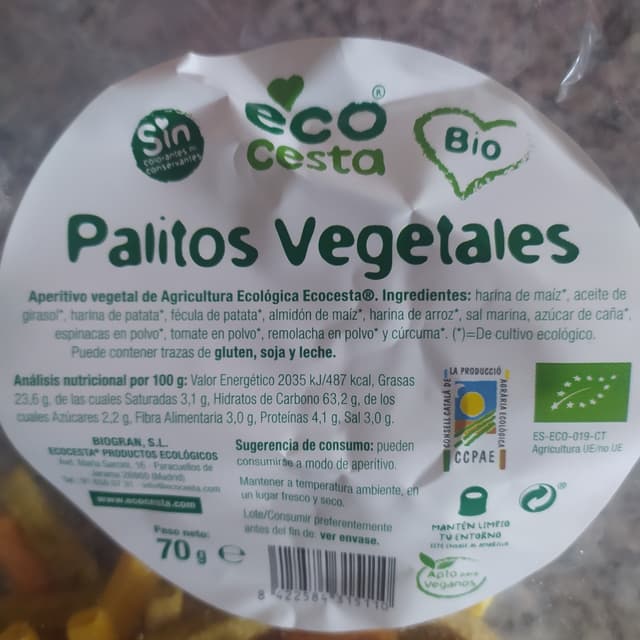 Sin
colorantes ni
conservantes
eco®
cesta
Bio
Palitos Vegetales
Aperitivo vegetal de Agricultura Ecológica Ecocesta®. Ingredientes: harina de maíz*, aceite de
girasol*, harina de patata*, fécula de patata*, almidón de maíz*, harina de arroz*, sal marina, azúcar de caña*,
espinacas en polvo*, tomate en polvo*, remolacha en polvo* y cúrcuma*. (*)=De cultivo ecológico.
Puede contener trazas de gluten, soja y leche.
Análisis nutricional por 100 g: Valor Energético 2035 kJ/487 kcal, Grasas
23,6 g, de las cuales Saturadas 3,1 g, Hidratos de Carbono 63,2 g, de los
cuales Azúcares 2,2 g, Fibra Alimentaria 3,0 g, Proteínas 4,1 g, Sal 3,0 g.
BIOGRAN, S.L.
ECOCESTA® PRODUCTOS ECOLÓGICOS
www.ecocesta.com
Peso neto:
70 g e
Sugerencia de consumo: pueden
consumirse a modo de aperitivo.
Mantener a temperatura ambiente, en
un lugar fresco y seco.
Lote/Consumir preferentemente
antes del fin de: ver envase.
CONSELL CATALÀ DE LA PRODUCCIÓ AGRÀRIA ECOLÒGICA
CCPAE
ES-ECO-019-CT
Agricultura UE/no UE
MANTÉN LIMPIO
TU ENTORNO
Apto para
veganos